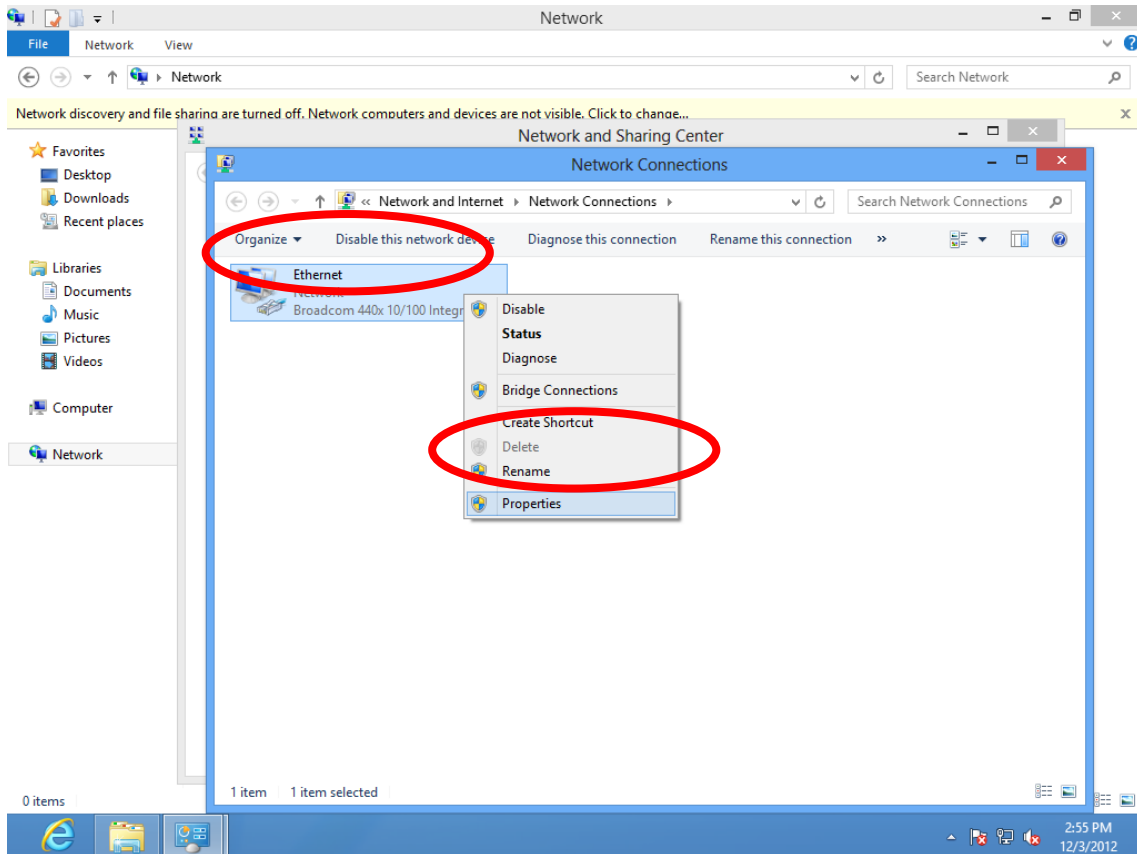 Network
File Network View
Network
Search Network
Network discovery and file sharing are turned off. Network computers and devices are not visible. Click to change...
Favorites
Desktop
Downloads
Recent places
Libraries
Documents
Music
Pictures
Videos
Computer
Network
0 items
Network and Sharing Center
Network Connections
« Network and Internet Network Connections
Search Network Connections
Organize Disable this network device Diagnose this connection Rename this connection »
Ethernet
Network
Broadcom 440x 10/100 Integr
Disable
Status
Diagnose
Bridge Connections
Create Shortcut
Delete
Rename
Properties
1 item 1 item selected
2:55 PM
12/3/2012